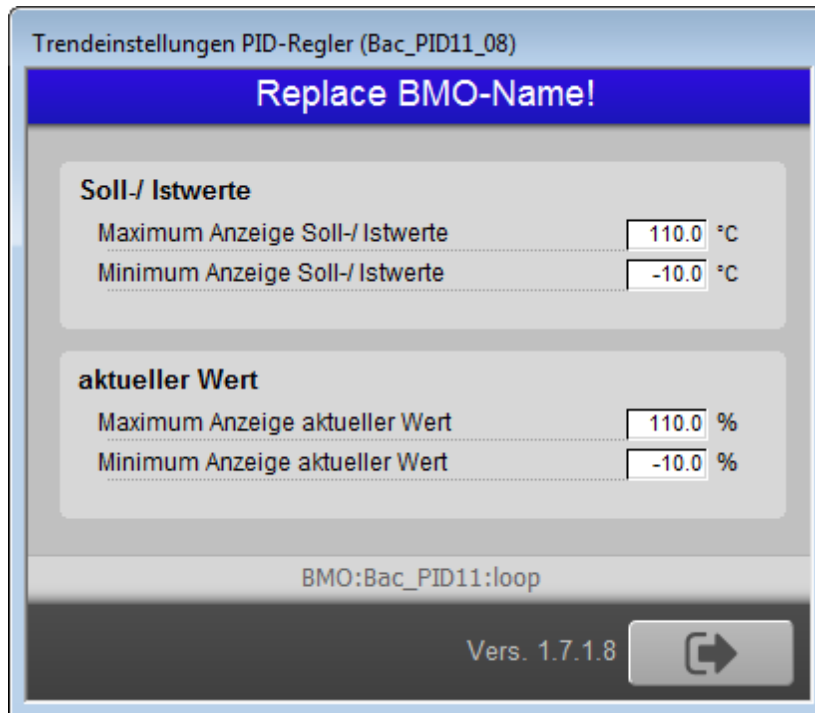 Trendeinstellungen PID-Regler (Bac_PID11_08)
Replace BMO-Name!
Soll-/ Istwerte
Maximum Anzeige Soll-/ Istwerte 110.0 °C
Minimum Anzeige Soll-/ Istwerte -10.0 °C
aktueller Wert
Maximum Anzeige aktueller Wert 110.0 %
Minimum Anzeige aktueller Wert -10.0 %
BMO:Bac_PID11:loop
Vers. 1.7.1.8